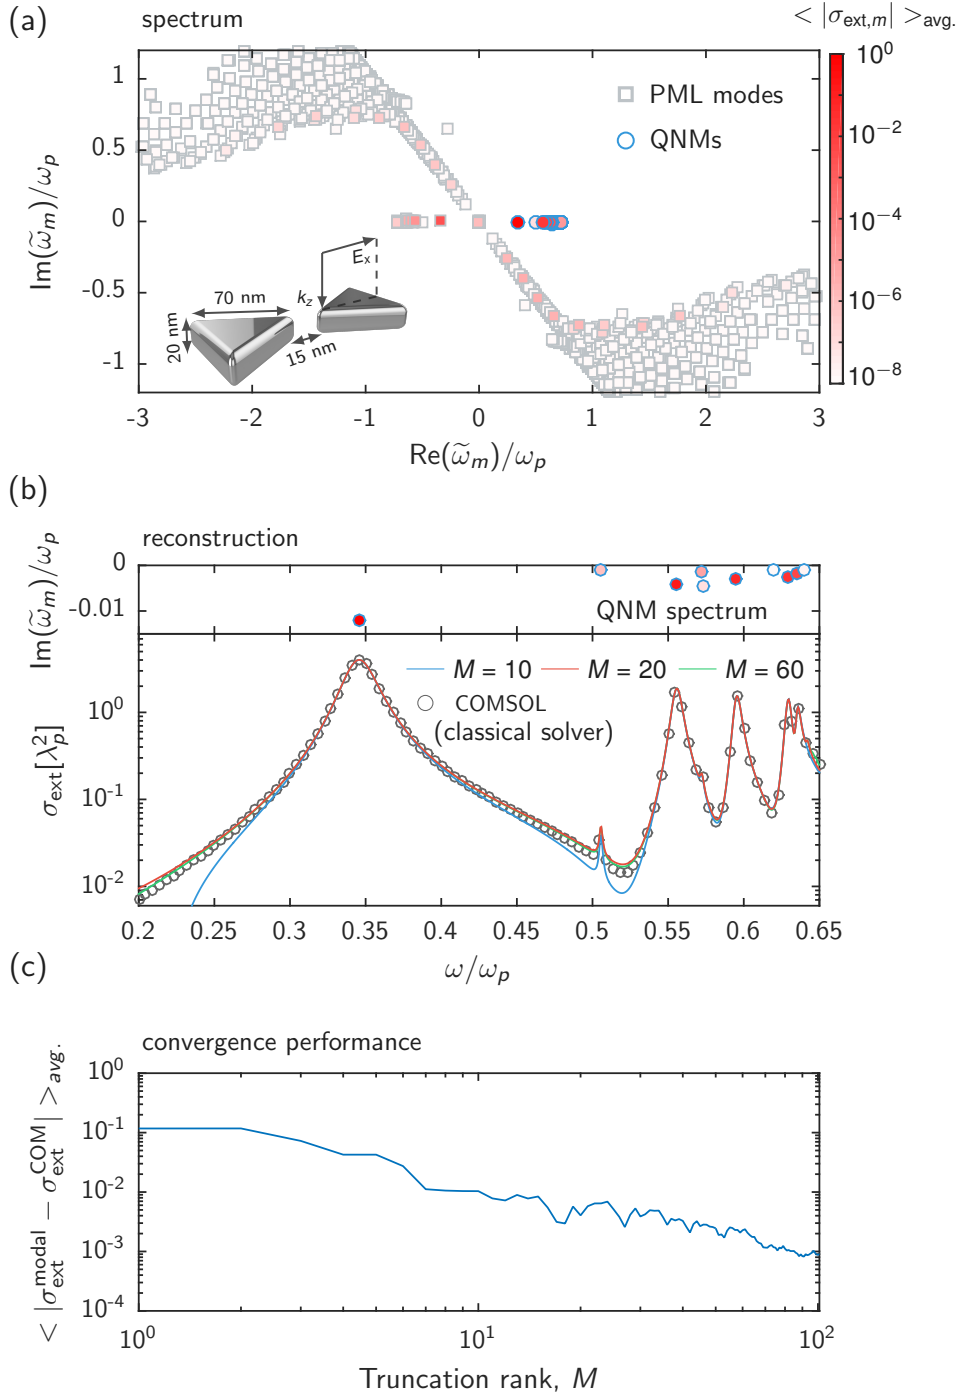 (a)
spectrum
< |σext,m| >avg.
PML modes
QNMs
Im(ω̃m)/ωp
1
0.5
0
-0.5
-1
10^0
10^-2
10^-4
10^-6
10^-8
70 nm
20 nm
15 nm
Ex
kz
-3 -2 -1 0 1 2 3
Re(ω̃m)/ωp
(b)
reconstruction
Im(ω̃m)/ωp
0
-0.01
QNM spectrum
M = 10 M = 20 M = 60
COMSOL
(classical solver)
σext[λp^2]
10^0
10^-1
10^-2
0.2 0.25 0.3 0.35 0.4 0.45 0.5 0.55 0.6 0.65
ω/ωp
(c)
convergence performance
< |σext^modal − σext^COM| >avg.
10^0
10^-1
10^-2
10^-3
10^-4
10^0 10^1 10^2
Truncation rank, M